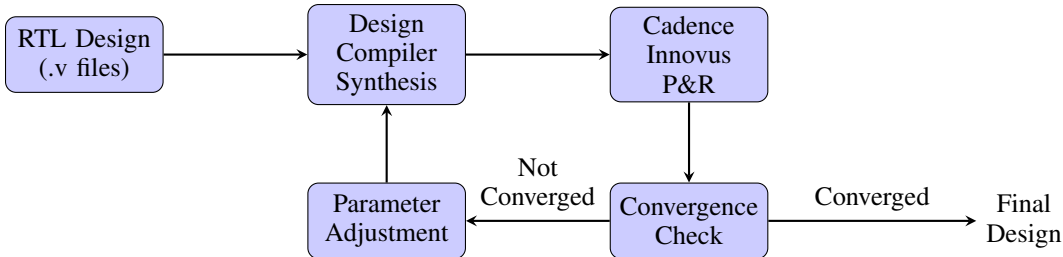 RTL Design
(.v files)
Design
Compiler
Synthesis
Cadence
Innovus
P&R
Parameter
Adjustment
Not
Converged
Convergence
Check
Converged
Final
Design